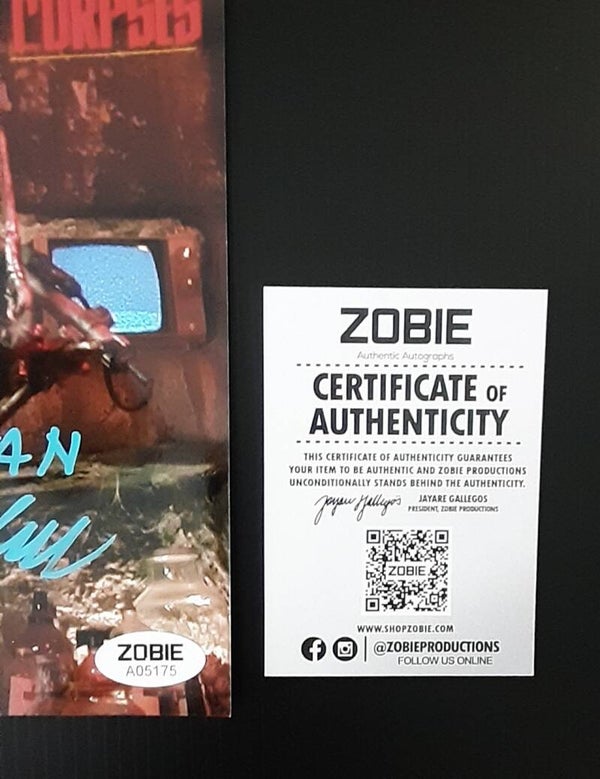 CORPSES
AN
ZOBIE
A05175
ZOBIE
Authentic Autographs
CERTIFICATE OF
AUTHENTICITY
THIS CERTIFICATE OF AUTHENTICITY GUARANTEES
YOUR ITEM TO BE AUTHENTIC AND ZOBIE PRODUCTIONS
UNCONDITIONALLY STANDS BEHIND THE AUTHENTICITY.
Jayare Gallegos
JAYARE GALLEGOS
PRESIDENT, ZOBIE PRODUCTIONS
ZOBIE
WWW.SHOPZOBIE.COM
@ZOBIEPRODUCTIONS
FOLLOW US ONLINE